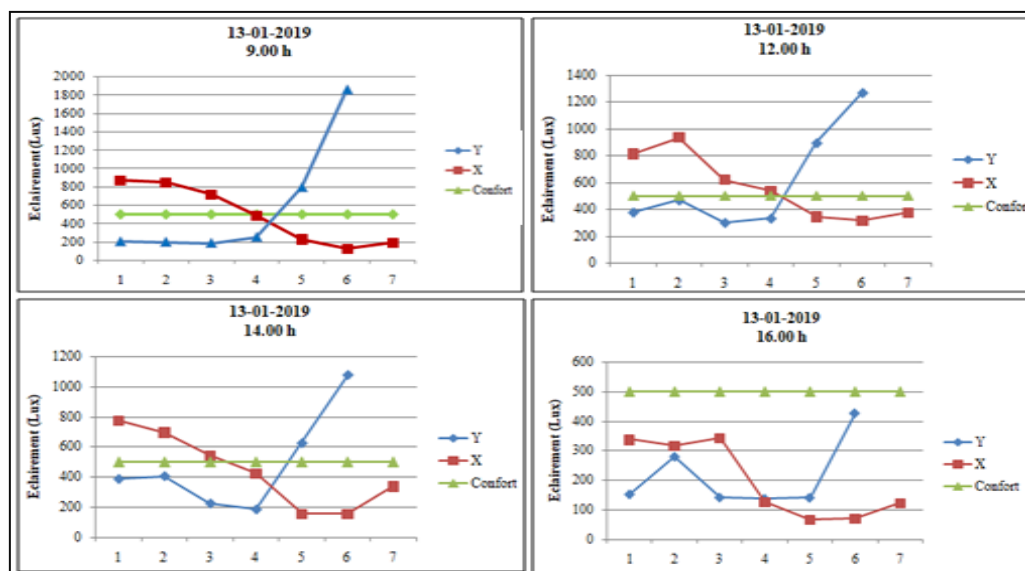 13-01-2019
9.00 h
Eclairement (Lux)
2000
1800
1600
1400
1200
1000
800
600
400
200
0
1 2 3 4 5 6 7
Y
X
Confort
13-01-2019
12.00 h
Eclairement (Lux)
1400
1200
1000
800
600
400
200
0
1 2 3 4 5 6 7
Y
X
Confort
13-01-2019
14.00 h
Eclairement (Lux)
1200
1000
800
600
400
200
0
1 2 3 4 5 6 7
Y
X
Confort
13-01-2019
16.00 h
Eclairement (Lux)
600
500
400
300
200
100
0
1 2 3 4 5 6 7
Y
X
Confort